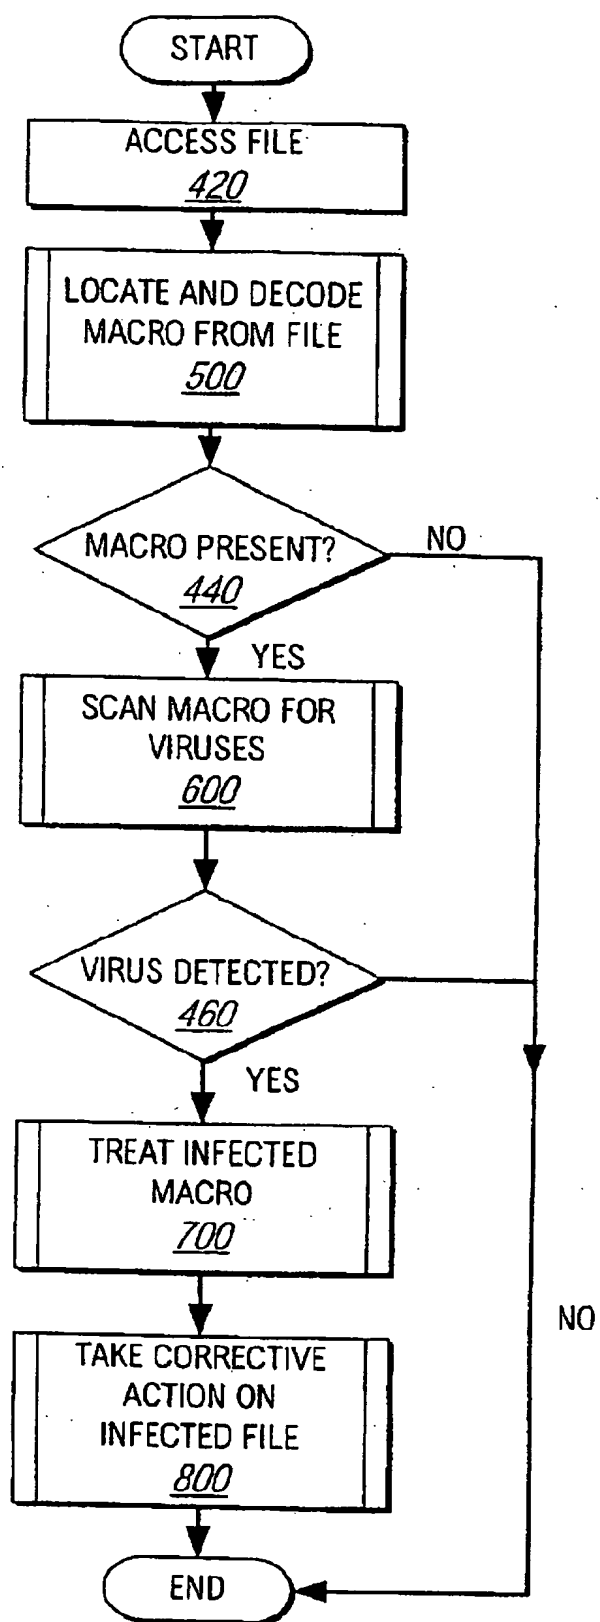 START
ACCESS FILE
420
LOCATE AND DECODE
MACRO FROM FILE
500
MACRO PRESENT?
440
NO
YES
SCAN MACRO FOR
VIRUSES
600
VIRUS DETECTED?
460
YES
TREAT INFECTED
MACRO
700
NO
TAKE CORRECTIVE
ACTION ON
INFECTED FILE
800
END